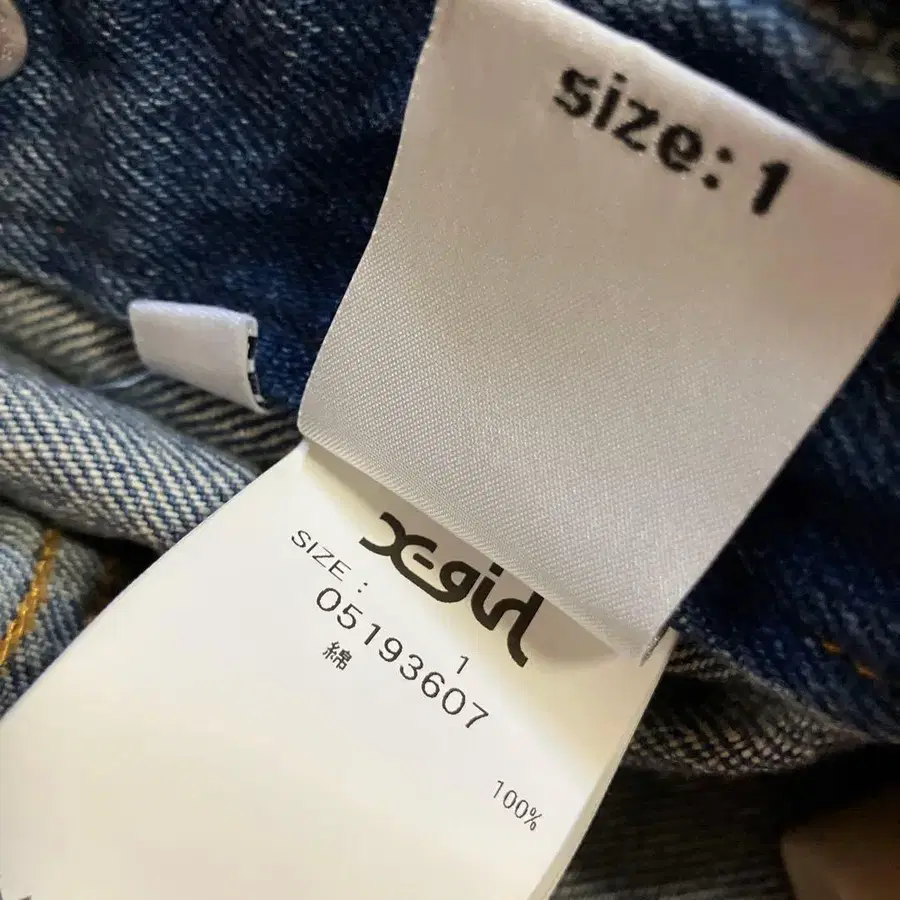 size: 1
X-girl
SIZE: 1
05193607
綿 100%